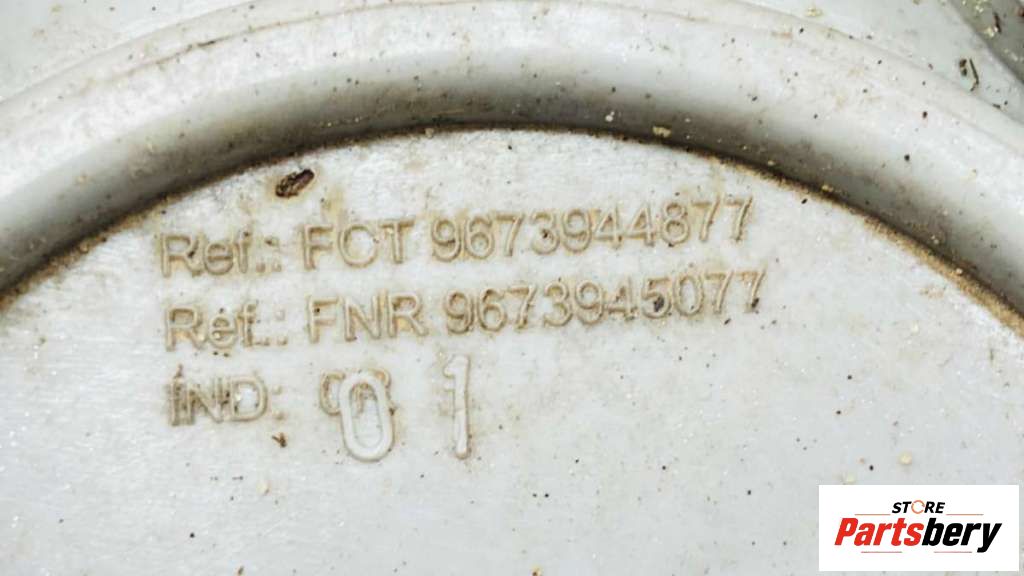 Ref.: FCT 9673944877
Ref.: FNR 9673945077
IND: 01
STORE
Partsbery